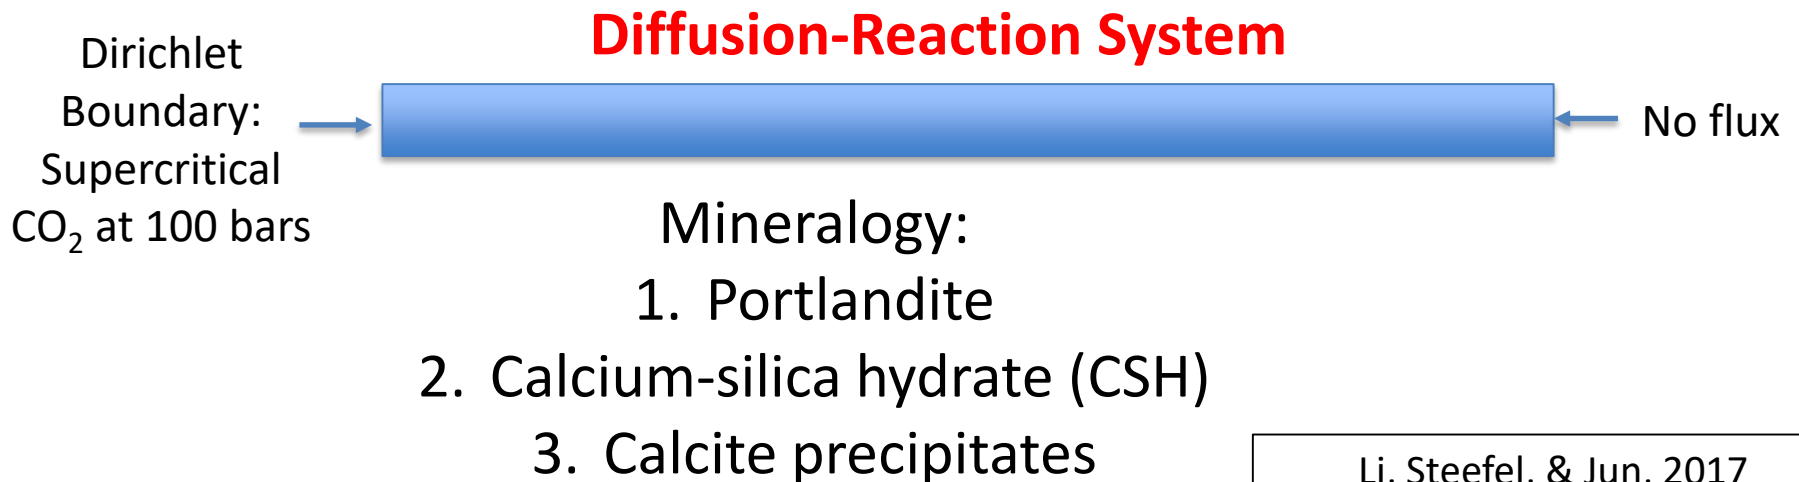 Diffusion-Reaction System
Dirichlet
Boundary:
Supercritical
CO₂ at 100 bars
No flux
Mineralogy:
1. Portlandite
2. Calcium-silica hydrate (CSH)
3. Calcite precipitates
Li, Steefel, & Jun, 2017